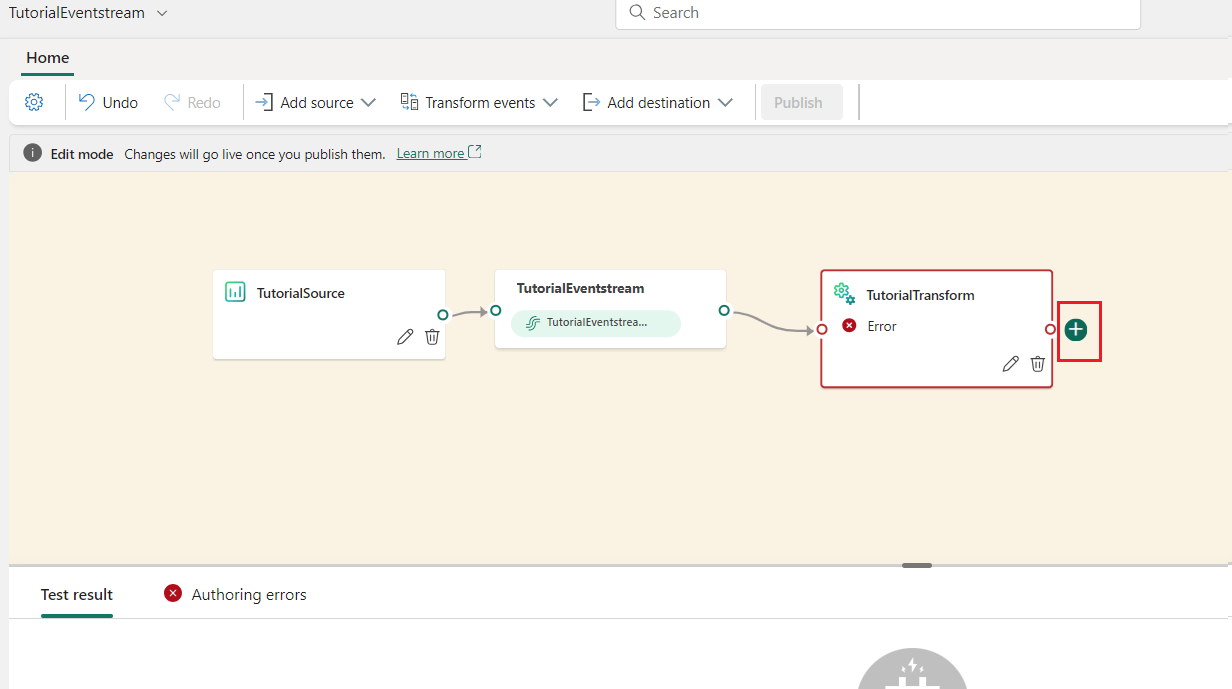 TutorialEventstream
Search
Home
Undo
Redo
Add source
Transform events
Add destination
Publish
Edit mode Changes will go live once you publish them. Learn more
TutorialSource
TutorialEventstream
TutorialEventstrea...
TutorialTransform
Error
Test result
Authoring errors